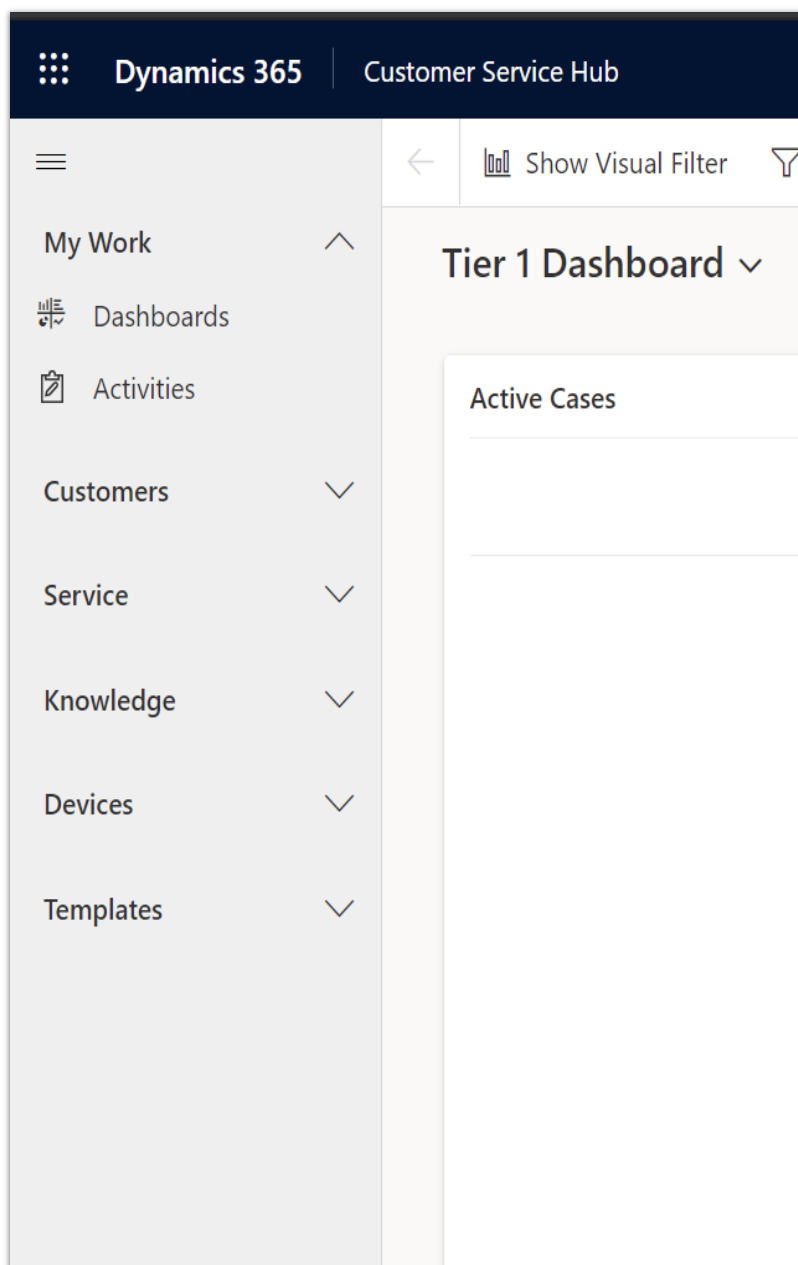 Dynamics 365 Customer Service Hub
Show Visual Filter
My Work
Dashboards
Activities
Customers
Service
Knowledge
Devices
Templates
Tier 1 Dashboard
Active Cases